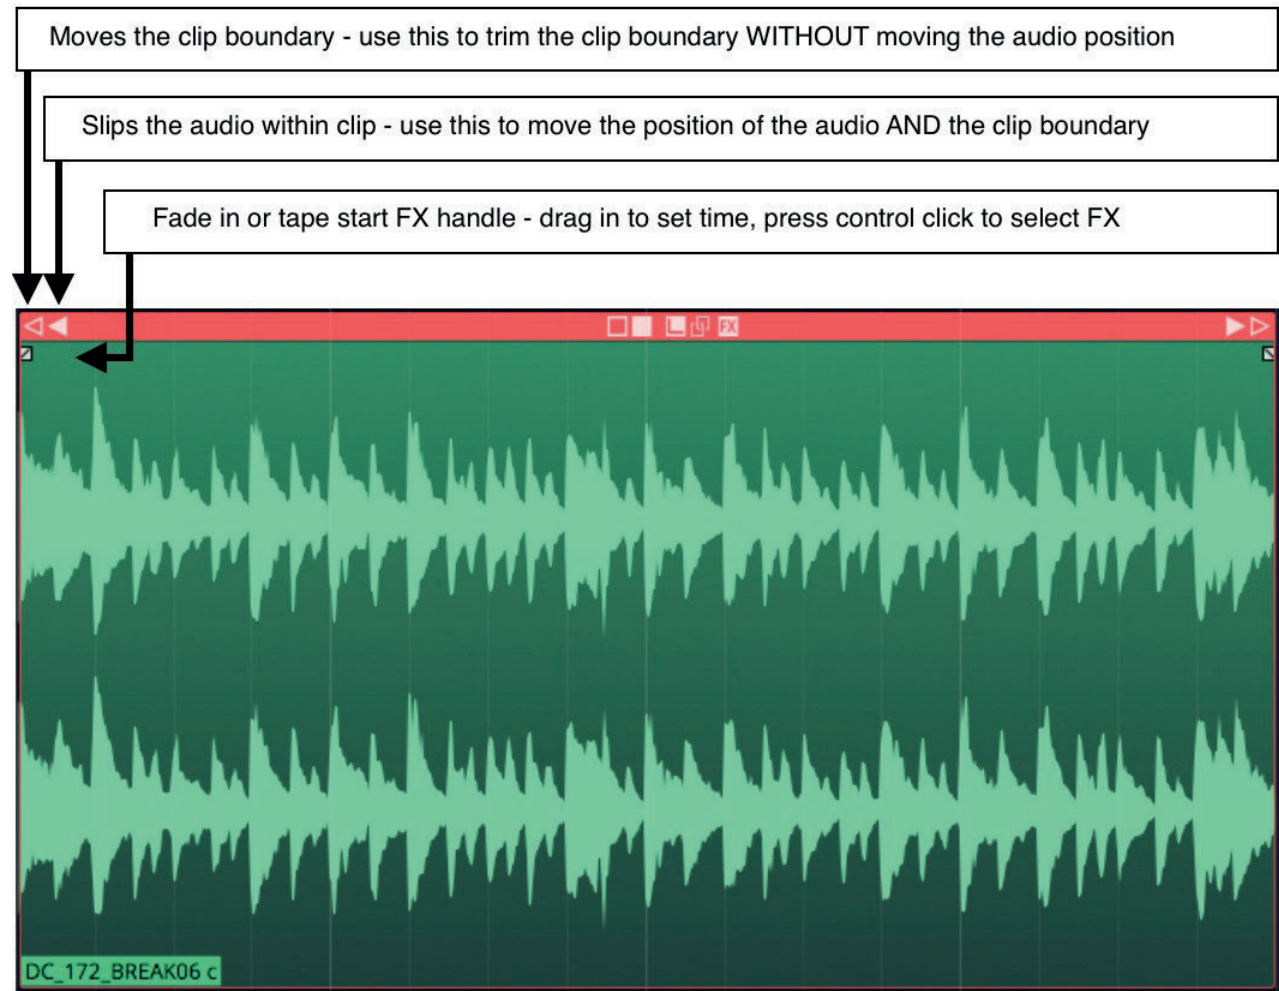 Moves the clip boundary - use this to trim the clip boundary WITHOUT moving the audio position
Slips the audio within clip - use this to move the position of the audio AND the clip boundary
Fade in or tape start FX handle - drag in to set time, press control click to select FX
FX
DC_172_BREAK06 c